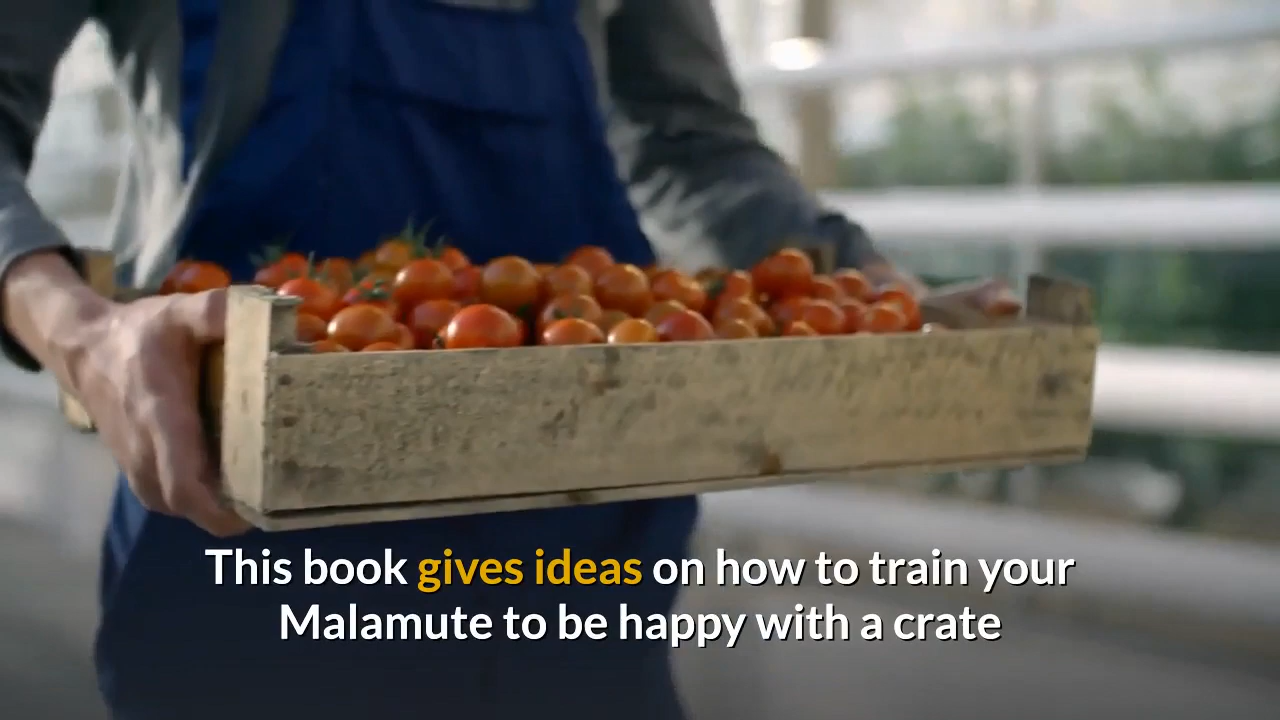 This book gives ideas on how to train your
Malamute to be happy with a crate